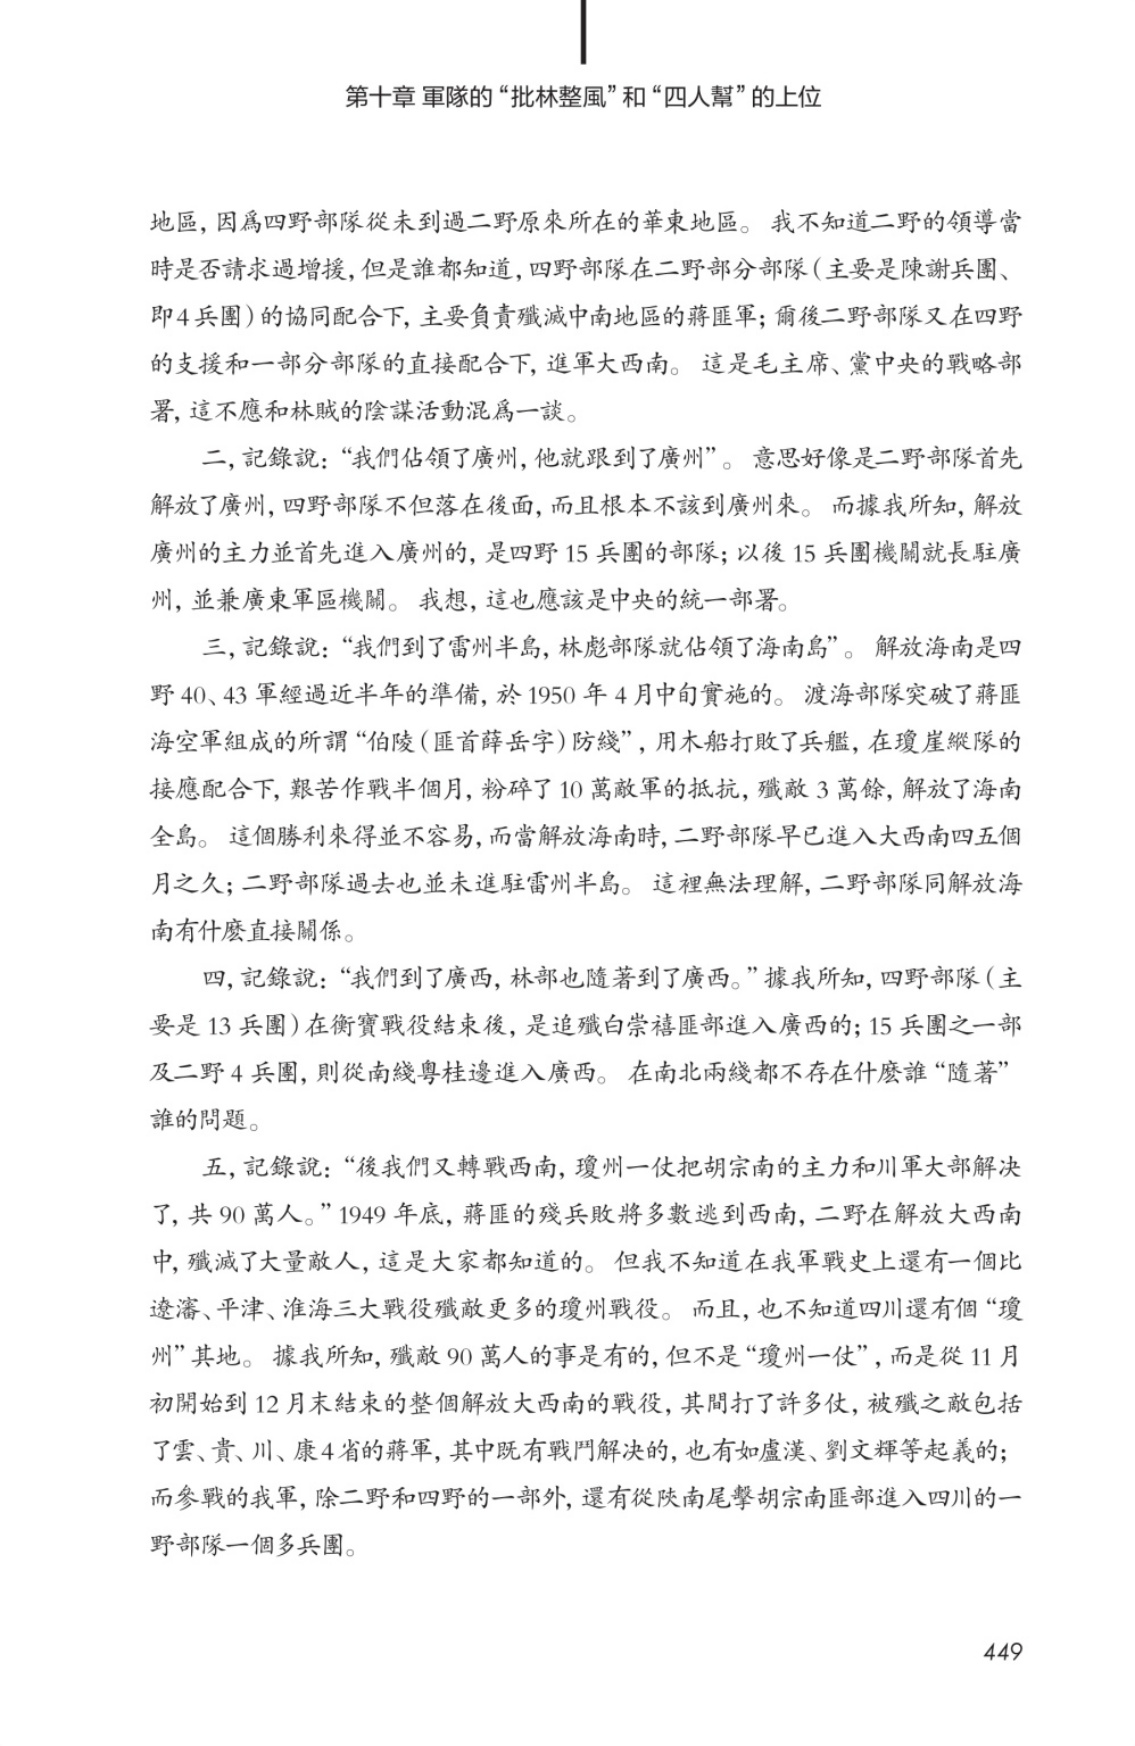 第十章 軍隊的“批林整風”和“四人幫”的上位
地區，因爲四野部隊從未到過二野原來所在的華東地區。 我不知道二野的領導當
時是否請求過增援，但是誰都知道，四野部隊在二野部分部隊（主要是陳謝兵團、
即4兵團）的協同配合下，主要負責殲滅中南地區的蔣匪軍；爾後二野部隊又在四野
的支援和一部分部隊的直接配合下，進軍大西南。 這是毛主席、黨中央的戰略部
署，這不應和林賊的陰謀活動混爲一談。
二，記錄說：“我們佔領了廣州，他就跟到了廣州”。 意思好像是二野部隊首先
解放了廣州，四野部隊不但落在後面，而且根本不該到廣州來。 而據我所知，解放
廣州的主力並首先進入廣州的，是四野 15 兵團的部隊；以後 15 兵團機關就長駐廣
州，並兼廣東軍區機關。 我想，這也應該是中央的統一部署。
三，記錄說：“我們到了雷州半島，林彪部隊就佔領了海南島”。 解放海南是四
野 40、43 軍經過近半年的準備，於 1950 年 4 月中旬實施的。 渡海部隊突破了蔣匪
海空軍組成的所謂“伯陵（匪首薛岳字）防綫”，用木船打敗了兵艦，在瓊崖縱隊的
接應配合下，艱苦作戰半個月，粉碎了 10 萬敵軍的抵抗，殲敵 3 萬餘，解放了海南
全島。 這個勝利來得並不容易，而當解放海南時，二野部隊早已進入大西南四五個
月之久；二野部隊過去也並未進駐雷州半島。 這裡無法理解，二野部隊同解放海
南有什麽直接關係。
四，記錄說：“我們到了廣西，林部也隨著到了廣西。”據我所知，四野部隊（主
要是 13 兵團）在衡寶戰役結束後，是追殲白崇禧匪部進入廣西的；15 兵團之一部
及二野 4 兵團，則從南綫粵桂邊進入廣西。 在南北兩綫都不存在什麽誰“隨著”
誰的問題。
五，記錄說：“後我們又轉戰西南，瓊州一仗把胡宗南的主力和川軍大部解決
了，共 90 萬人。”1949 年底，蔣匪的殘兵敗將多數逃到西南，二野在解放大西南
中，殲滅了大量敵人，這是大家都知道的。 但我不知道在我軍戰史上還有一個比
遼瀋、平津、淮海三大戰役殲敵更多的瓊州戰役。 而且，也不知道四川還有個“瓊
州”其地。 據我所知，殲敵 90 萬人的事是有的，但不是“瓊州一仗”，而是從 11 月
初開始到 12 月末結束的整個解放大西南的戰役，其間打了許多仗，被殲之敵包括
了雲、貴、川、康4省的蔣軍，其中既有戰鬥解決的，也有如盧漢、劉文輝等起義的；
而參戰的我軍，除二野和四野的一部外，還有從陝南尾擊胡宗南匪部進入四川的一
野部隊一個多兵團。
449